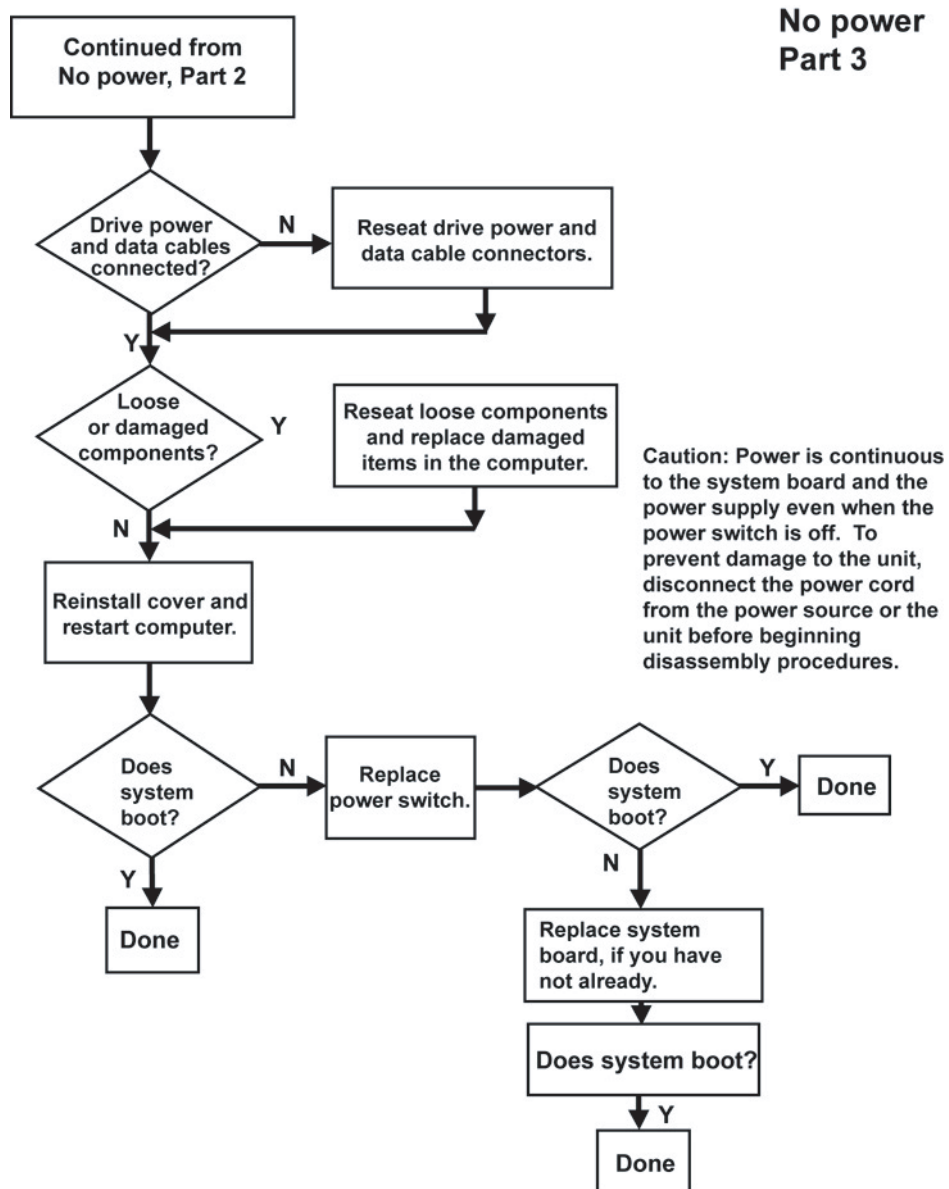 No power
Part 3
Continued from
No power, Part 2
Drive power
and data cables
connected?
N
Reseat drive power and
data cable connectors.
Y
Loose
or damaged
components?
Y
Reseat loose components
and replace damaged
items in the computer.
Caution: Power is continuous
to the system board and the
power supply even when the
power switch is off. To
prevent damage to the unit,
disconnect the power cord
from the power source or the
unit before beginning
disassembly procedures.
N
Reinstall cover and
restart computer.
Does
system
boot?
N
Replace
power switch.
Does
system
boot?
Y
Done
Y
Done
N
Replace system
board, if you have
not already.
Does system boot?
Y
Done